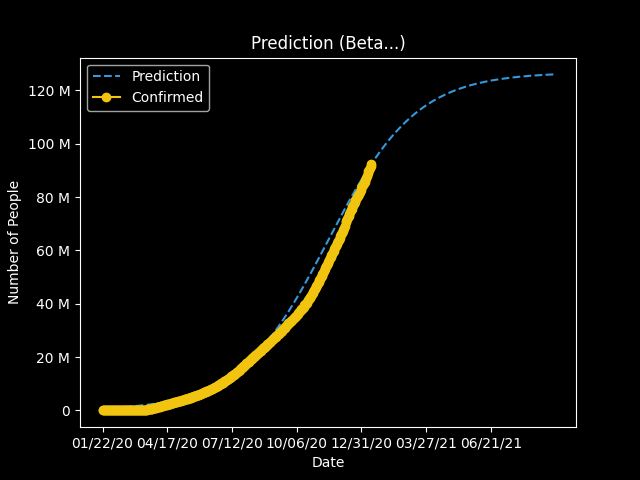 Prediction (Beta...)
Prediction
Confirmed
120 M
100 M
80 M
60 M
40 M
20 M
0
Number of People
01/22/20 04/17/20 07/12/20 10/06/20 12/31/20 03/27/21 06/21/21
Date